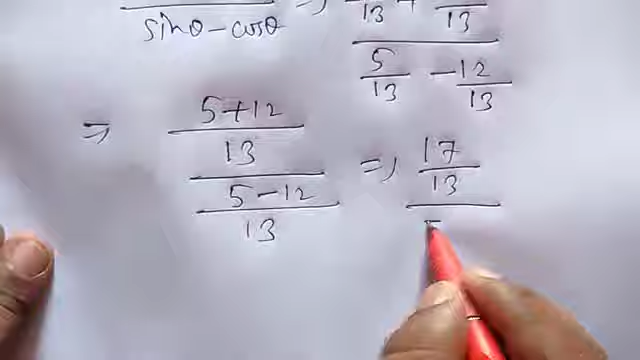 sinθ - cosθ ⇒ 13 + 13
5/13 - 12/13
⇒ (5+12)/13 / (5-12)/13 ⇒, 17/13